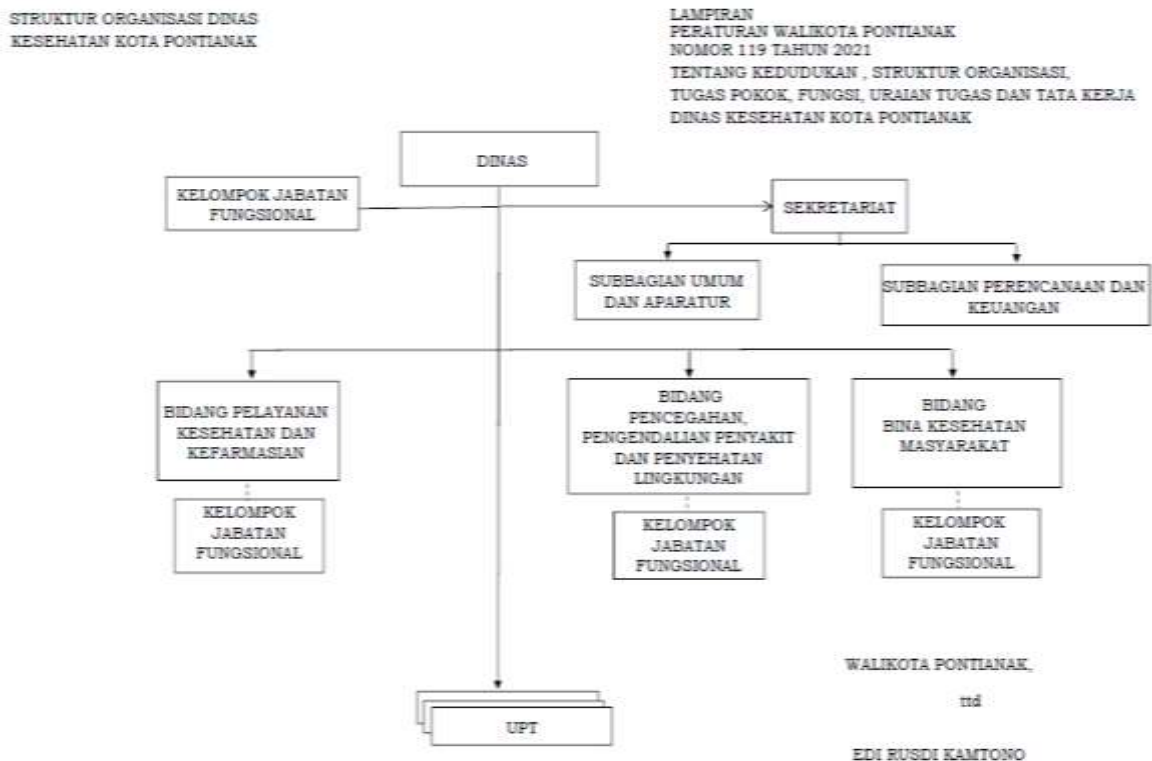 STRUKTUR ORGANISASI DINAS
KESEHATAN KOTA PONTIANAK
LAMPIRAN
PERATURAN WALIKOTA PONTIANAK
NOMOR 119 TAHUN 2021
TENTANG KEDUDUKAN , STRUKTUR ORGANISASI,
TUGAS POKOK, FUNGSI, URAIAN TUGAS DAN TATA KERJA
DINAS KESEHATAN KOTA PONTIANAK
DINAS
KELOMPOK JABATAN
FUNGSIONAL
SEKRETARIAT
SUBBAGIAN UMUM
DAN APARATUR
SUBBAGIAN PERENCANAAN DAN
KEUANGAN
BIDANG PELAYANAN
KESEHATAN DAN
KEFARMASIAN
BIDANG
PENCEGAHAN,
PENGENDALIAN PENYAKIT
DAN PENYEHATAN
LINGKUNGAN
BIDANG
BINA KESEHATAN
MASYARAKAT
KELOMPOK
JABATAN
FUNGSIONAL
KELOMPOK
JABATAN
FUNGSIONAL
KELOMPOK
JABATAN
FUNGSIONAL
UPT
WALIKOTA PONTIANAK,
ttd
EDI RUSDI KAMTONO